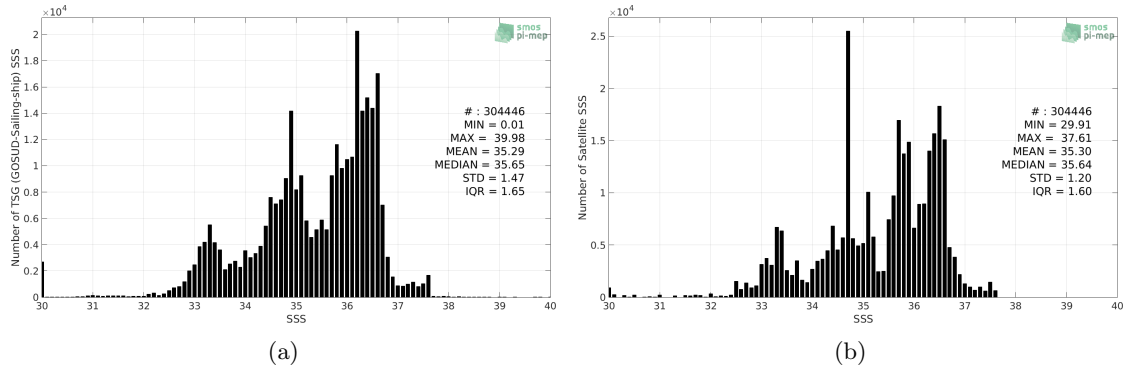 ×10⁴
2
1.8
1.6
1.4
1.2
1
0.8
0.6
0.4
0.2
0
30 31 32 33 34 35 36 37 38 39 40
SSS
Number of TSG (GOSUD-Sailing-ship) SSS
smos
pi-mep
# : 304446
MIN = 0.01
MAX = 39.98
MEAN = 35.29
MEDIAN = 35.65
STD = 1.47
IQR = 1.65
(a)
×10⁴
2.5
2
1.5
1
0.5
0
30 31 32 33 34 35 36 37 38 39 40
SSS
Number of Satellite SSS
smos
pi-mep
# : 304446
MIN = 29.91
MAX = 37.61
MEAN = 35.30
MEDIAN = 35.64
STD = 1.20
IQR = 1.60
(b)